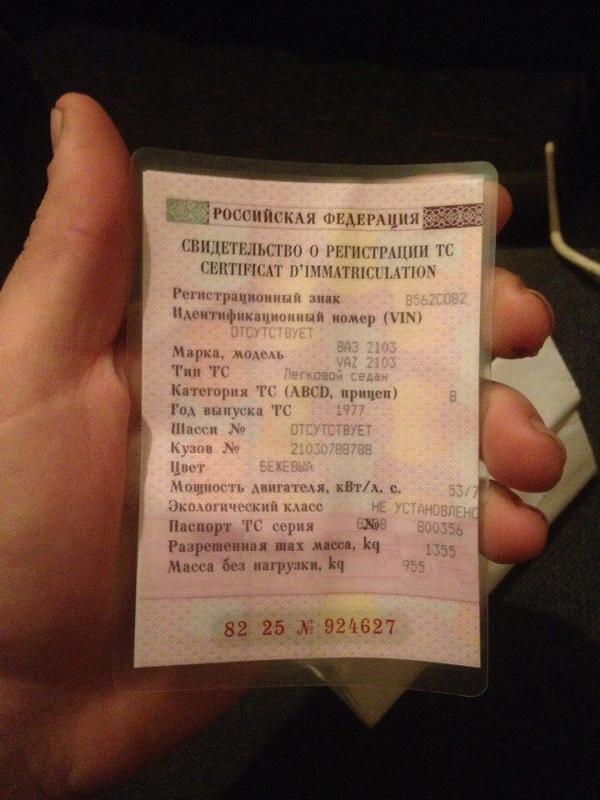 РОССИЙСКАЯ ФЕДЕРАЦИЯ
СВИДЕТЕЛЬСТВО О РЕГИСТРАЦИИ ТС
CERTIFICAT D'IMMATRICULATION
Регистрационный знак В562СО82
Идентификационный номер (VIN)
ОТСУТСТВУЕТ
Марка, модель ВАЗ 2103
VAZ 2103
Тип ТС Легковой седан
Категория ТС (ABCD, прицеп) B
Год выпуска ТС 1977
Шасси № ОТСУТСТВУЕТ
Кузов № 21030788788
Цвет БЕЖЕВЫЙ
Мощность двигателя, кВт/л. с. 53/7
Экологический класс НЕ УСТАНОВЛЕНО
Паспорт ТС серия № 800356
Разрешенная max масса, kg 1355
Масса без нагрузки, kg 955
82 25 № 924627